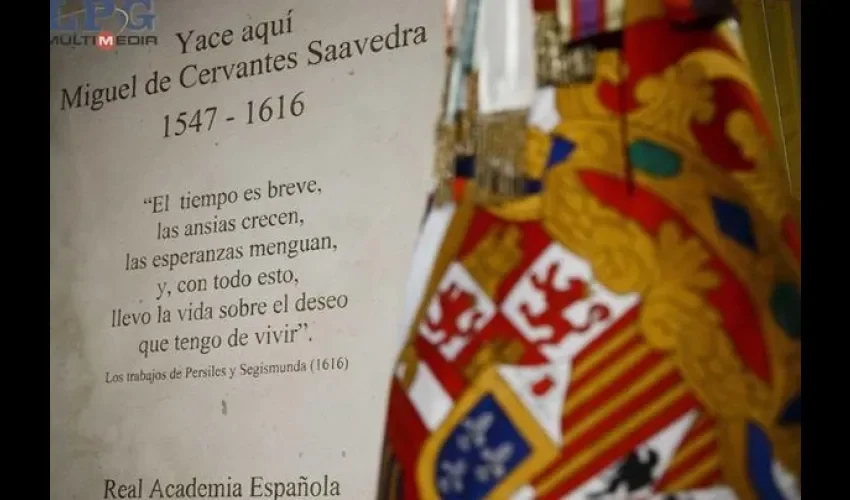 LPG
MULTIMEDIA
Yace aquí
Miguel de Cervantes Saavedra
1547 - 1616
“El tiempo es breve,
las ansias crecen,
las esperanzas menguan,
y, con todo esto,
llevo la vida sobre el deseo
que tengo de vivir”.
Los trabajos de Persiles y Segismunda (1616)
Real Academia Española